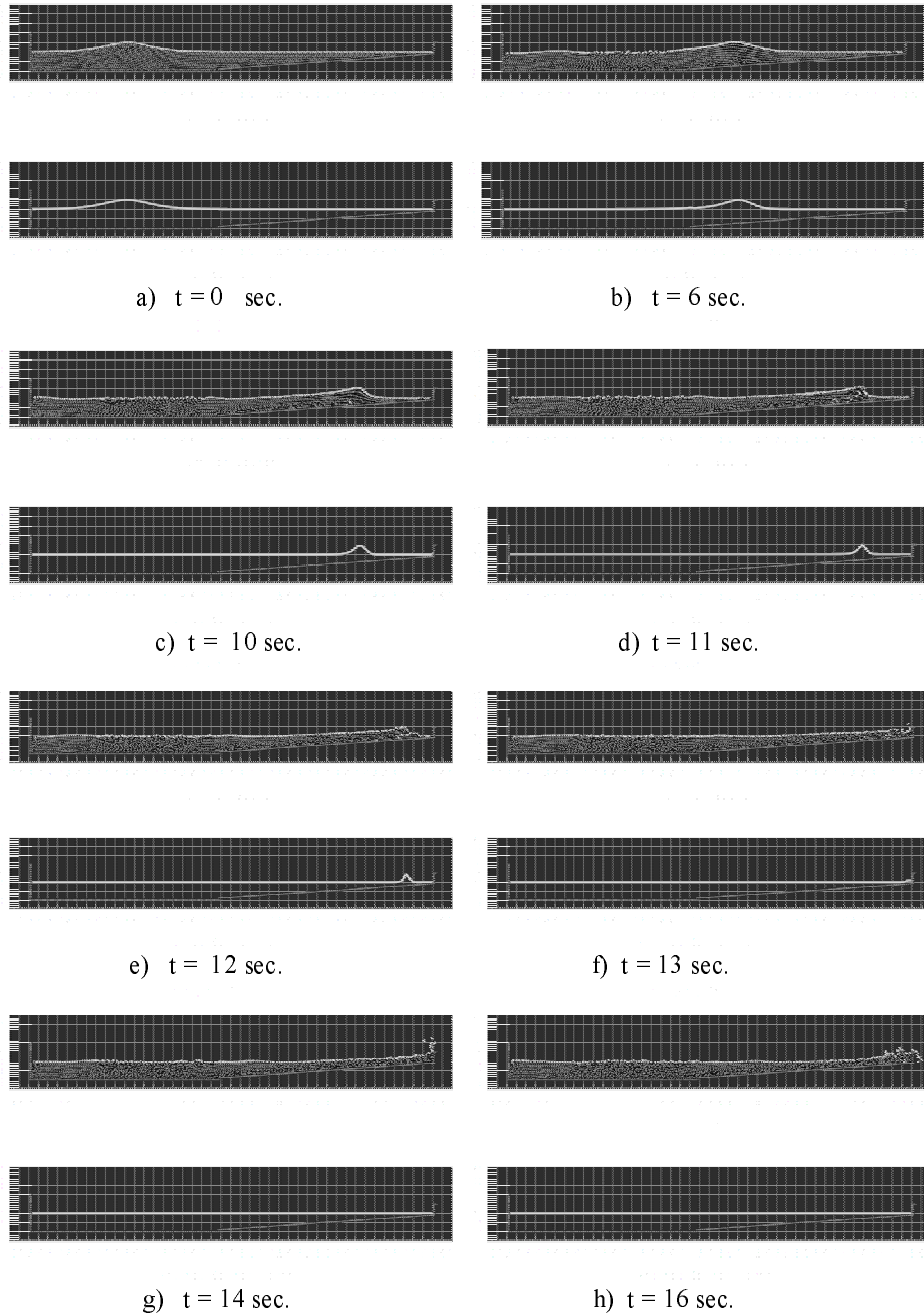 a) t = 0 sec.
b) t = 6 sec.
c) t = 10 sec.
d) t = 11 sec.
e) t = 12 sec.
f) t = 13 sec.
g) t = 14 sec.
h) t = 16 sec.